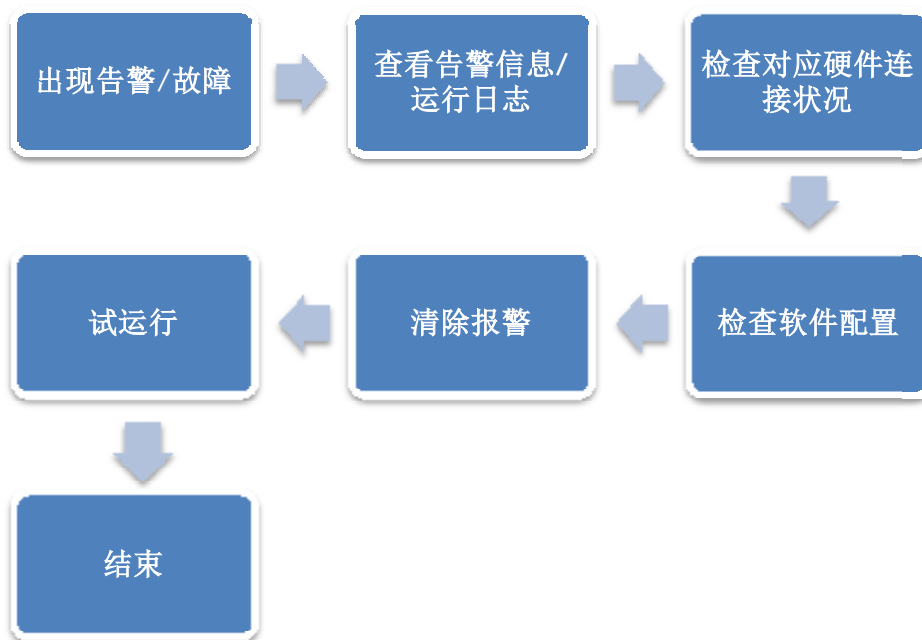 出现告警/故障
查看告警信息/
运行日志
检查对应硬件连
接状况
检查软件配置
清除报警
试运行
结束